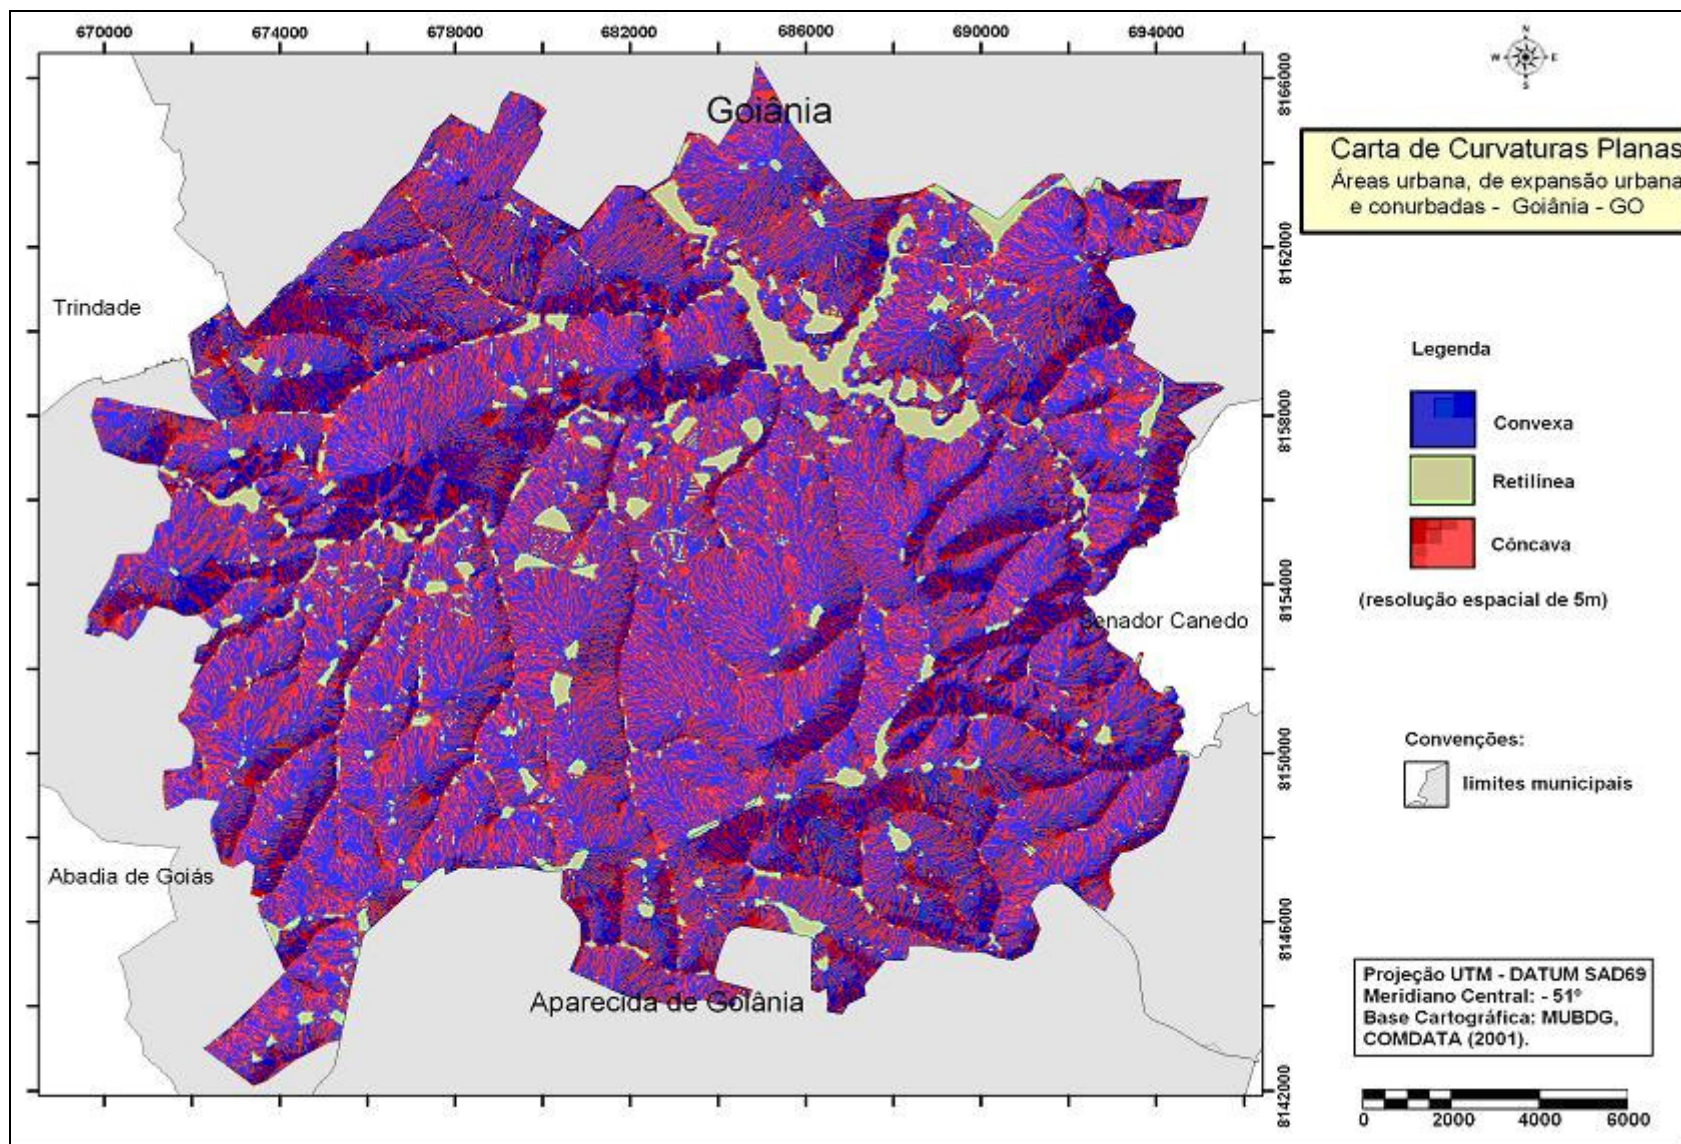 670000 674000 678000 682000 686000 690000 694000
N
W E
S
8166000
8162000
8158000
8154000
8150000
8146000
8142000
Goiânia
Trindade
Senador Canedo
Abadia de Goiás
Aparecida de Goiânia
Carta de Curvaturas Planas
Áreas urbana, de expansão urbana
e conurbadas - Goiânia - GO
Legenda
Convexa
Retilínea
Côncava
(resolução espacial de 5m)
Convenções:
limites municipais
Projeção UTM - DATUM SAD69
Meridiano Central: - 51º
Base Cartográfica: MUBDG,
COMDATA (2001).
0 2000 4000 6000